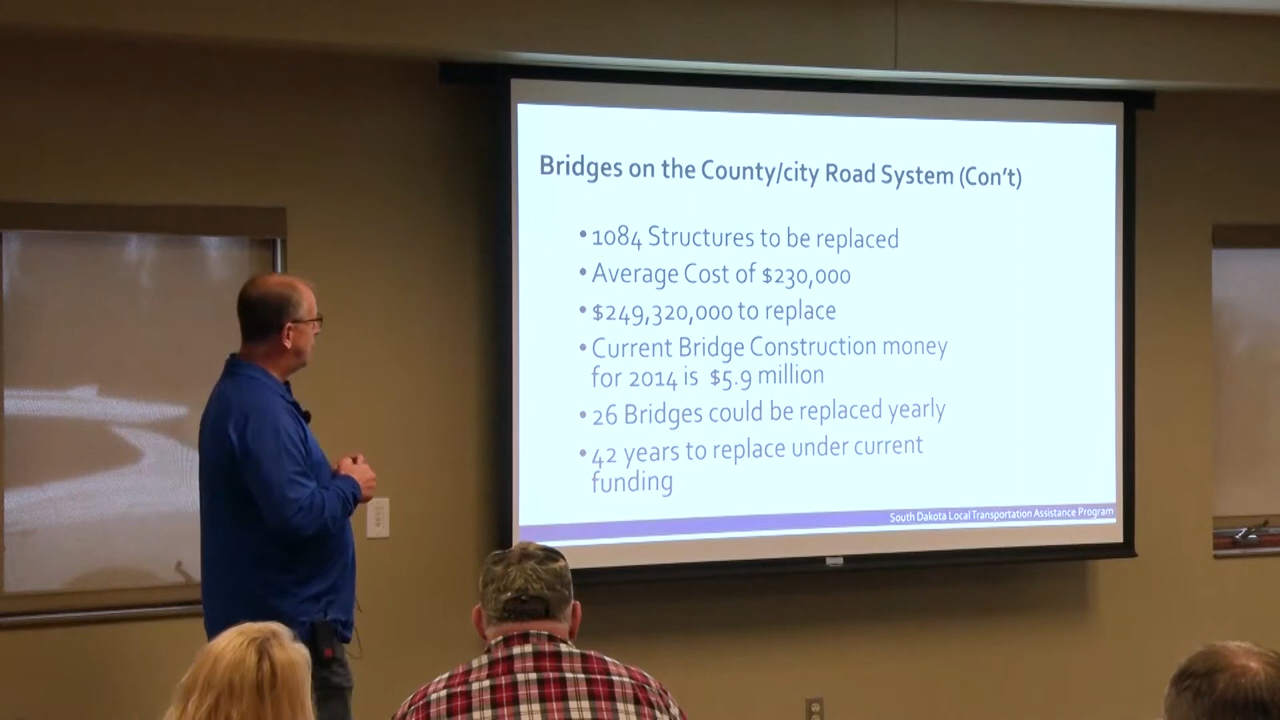 Bridges on the County/city Road System (Con't)
• 1084 Structures to be replaced
• Average Cost of $230,000
• $249,320,000 to replace
• Current Bridge Construction money
for 2014 is $5.9 million
• 26 Bridges could be replaced yearly
• 42 years to replace under current
funding
South Dakota Local Transportation Assistance Program